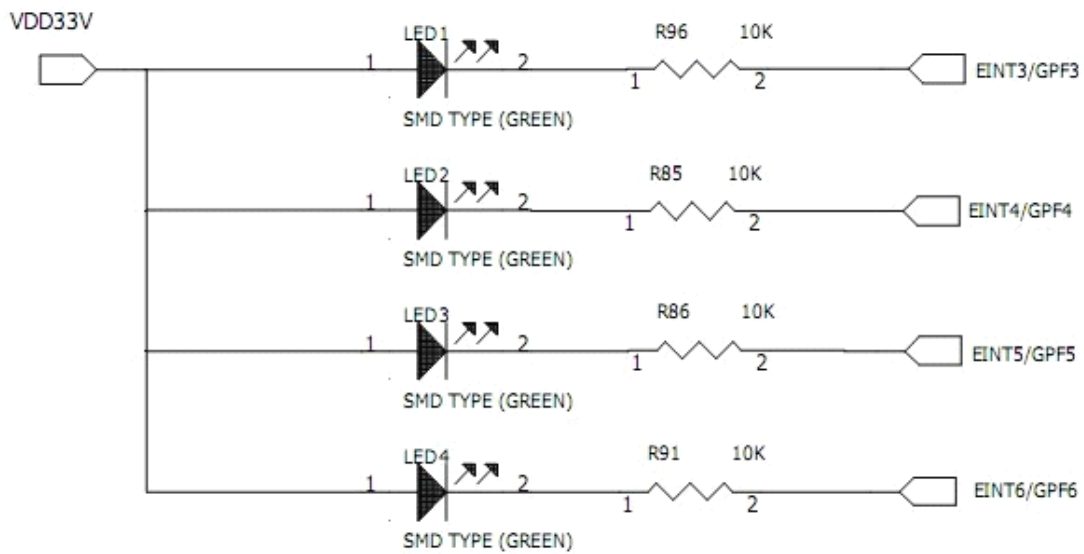 VDD33V
LED1 R96 10K
1 2 1 2 EINT3/GPF3
SMD TYPE (GREEN)
LED2 R85 10K
1 2 1 2 EINT4/GPF4
SMD TYPE (GREEN)
LED3 R86 10K
1 2 1 2 EINT5/GPF5
SMD TYPE (GREEN)
LED4 R91 10K
1 2 1 2 EINT6/GPF6
SMD TYPE (GREEN)